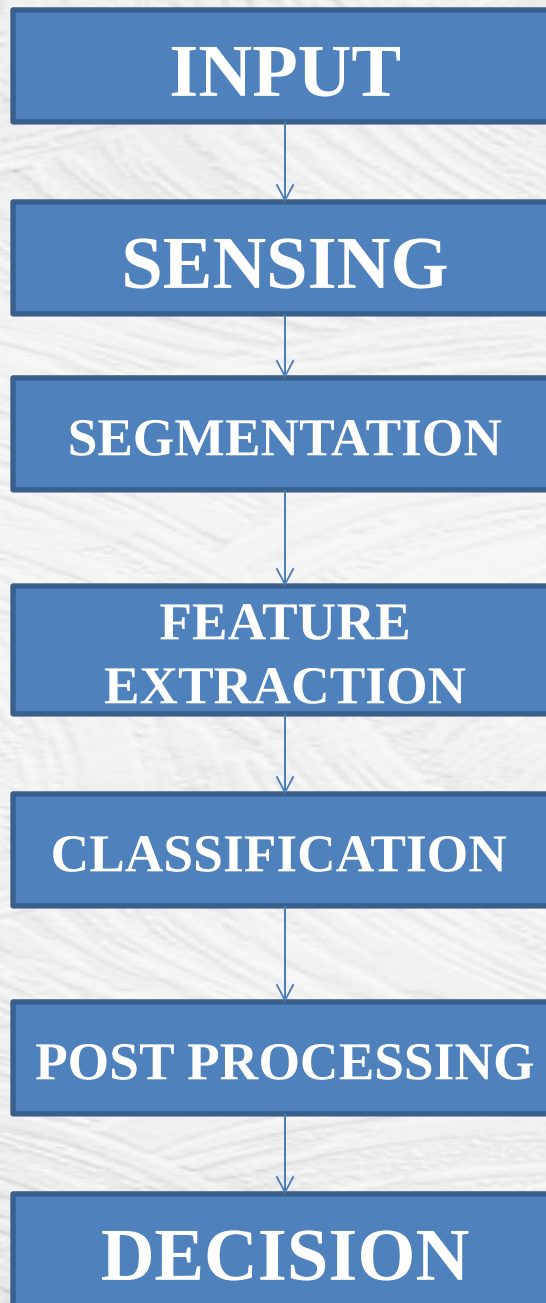 INPUT
SENSING
SEGMENTATION
FEATURE
EXTRACTION
CLASSIFICATION
POST PROCESSING
DECISION